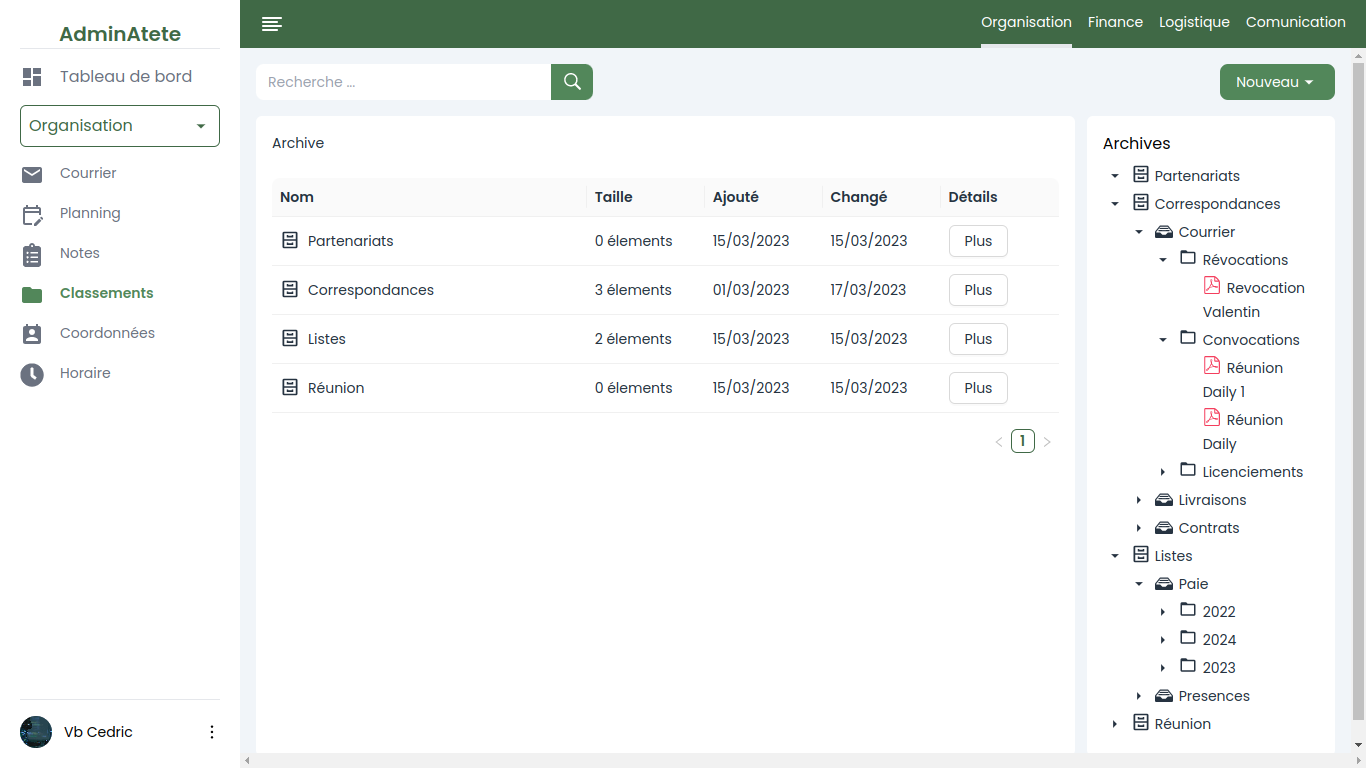 AdminAtete
Tableau de bord
Organisation
Courrier
Planning
Notes
Classements
Coordonnées
Horaire
Vb Cedric
Organisation Finance Logistique Comunication
Recherche ...
Nouveau
Archive
Nom Taille Ajouté Changé Détails
Partenariats 0 élements 15/03/2023 15/03/2023 Plus
Correspondances 3 élements 01/03/2023 17/03/2023 Plus
Listes 2 élements 15/03/2023 15/03/2023 Plus
Réunion 0 élements 15/03/2023 15/03/2023 Plus
1
Archives
Partenariats
Correspondances
Courrier
Révocations
Revocation
Valentin
Convocations
Réunion
Daily 1
Réunion
Daily
Licenciements
Livraisons
Contrats
Listes
Paie
2022
2024
2023
Presences
Réunion